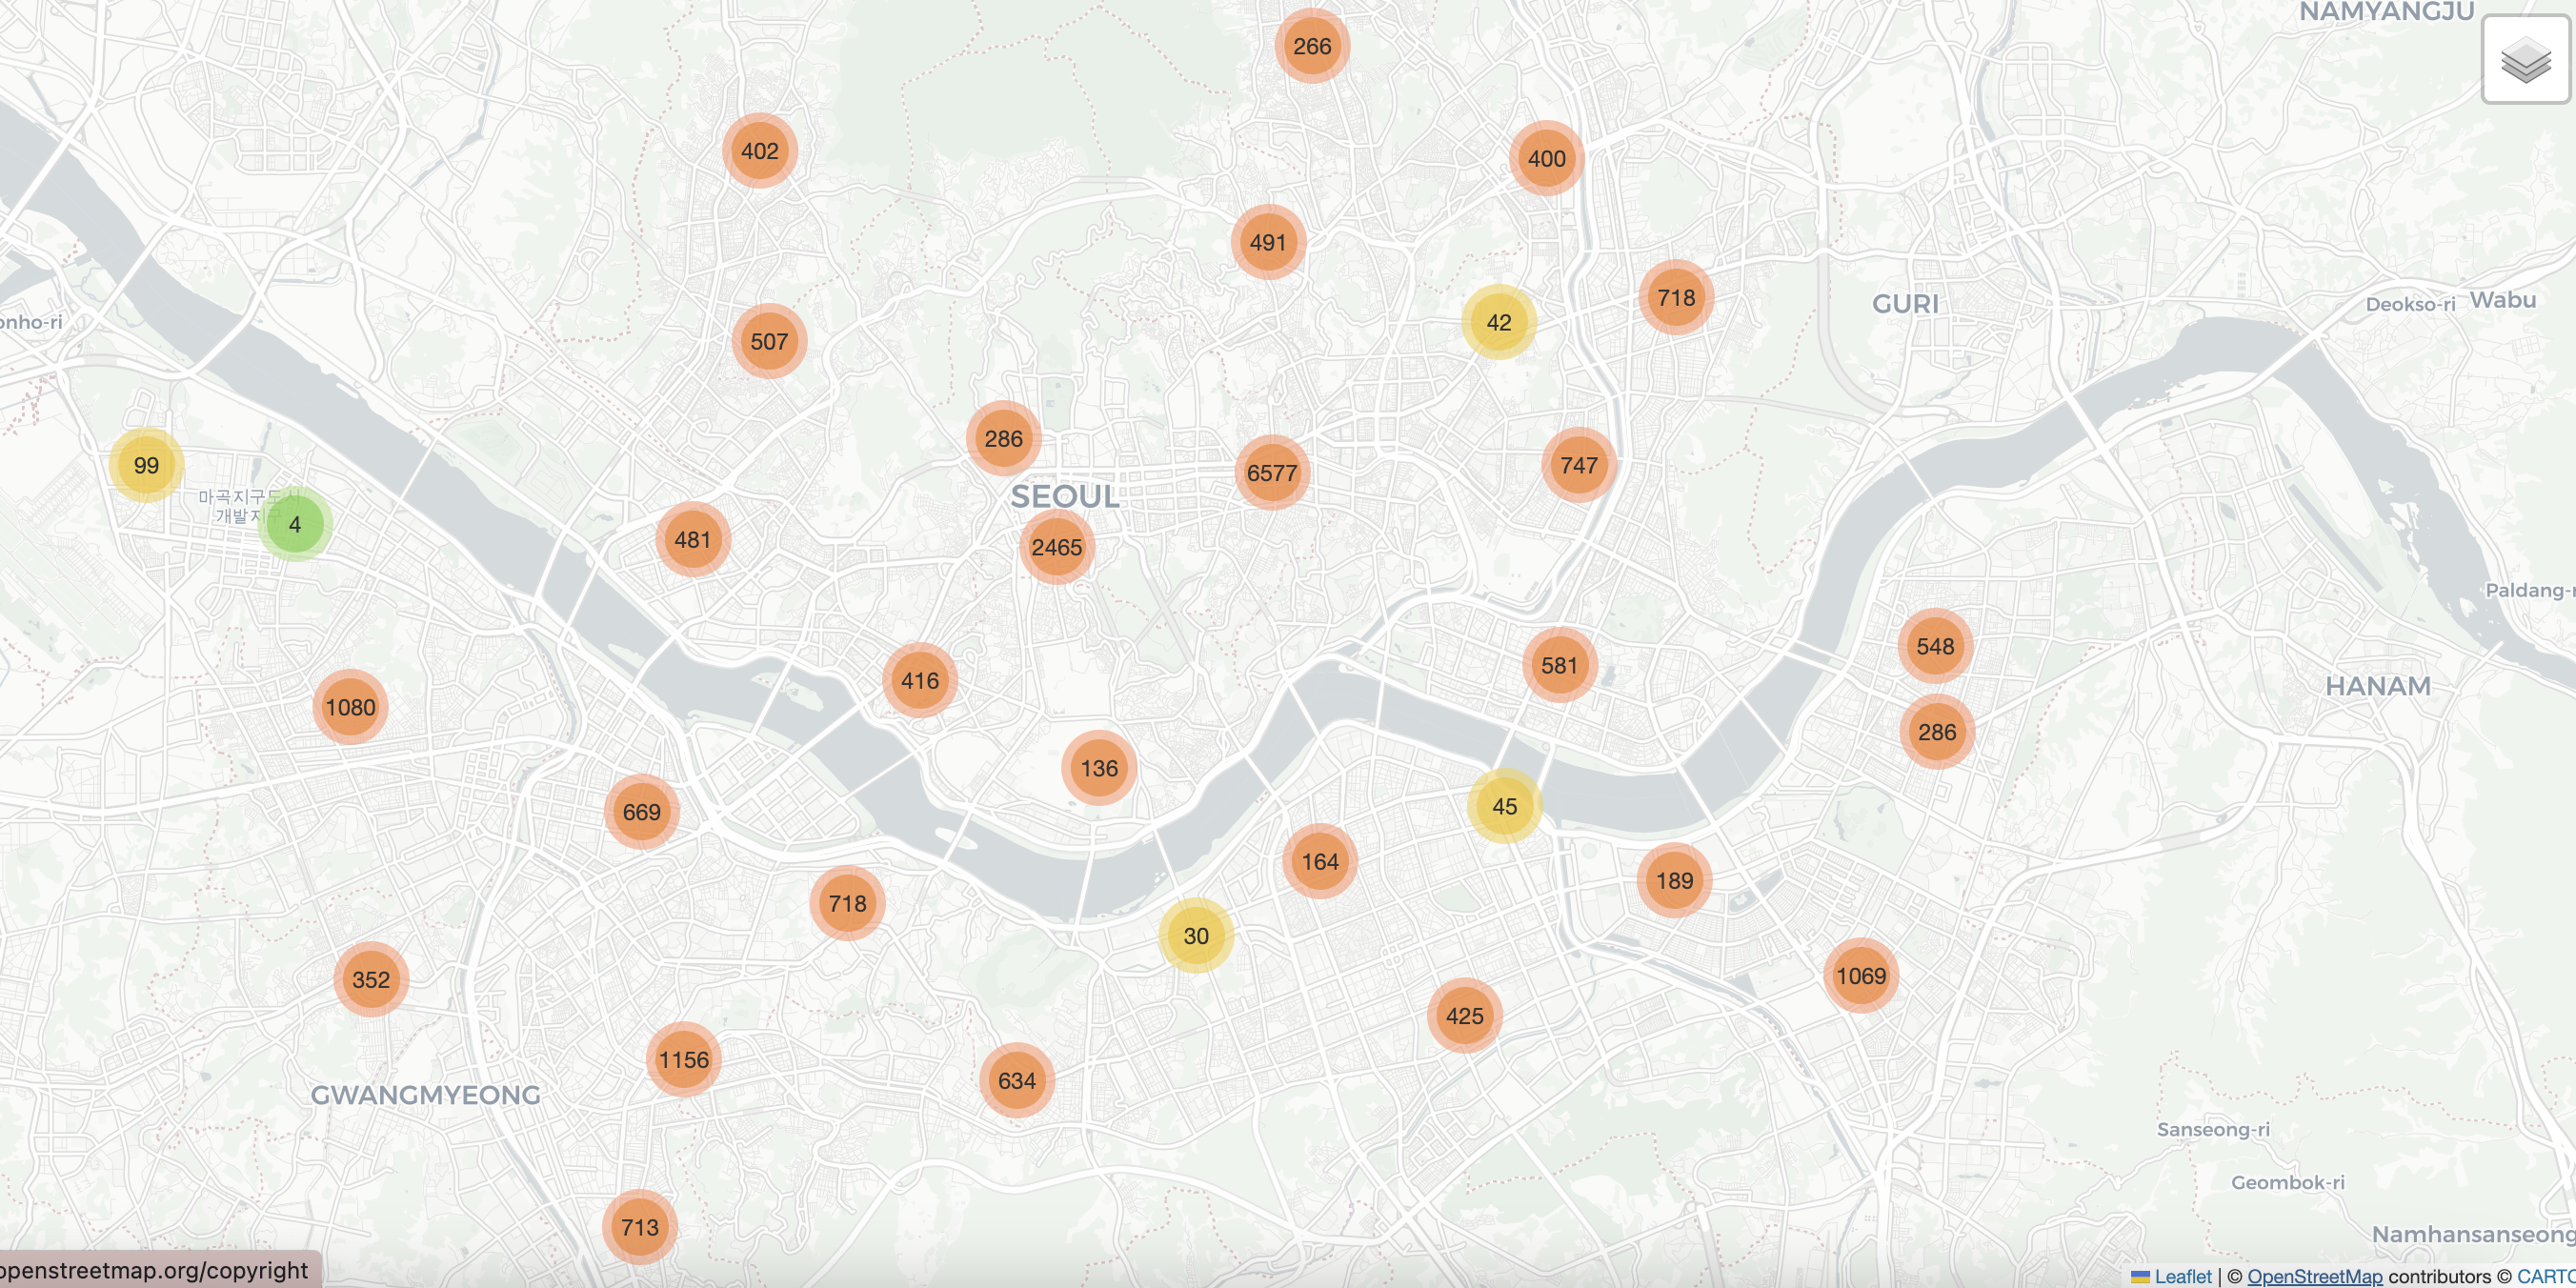 NAMYANGJU
266
402
400
491
718
GURI
Deokso-ri
Wabu
onho-ri
42
507
286
99
6577
747
SEOUL
마곡지구도시
개발지구
4
481
2465
Paldang-r
548
581
416
HANAM
1080
286
136
45
669
164
189
718
30
1069
352
425
1156
634
GWANGMYEONG
Sanseong-ri
Geombok-ri
713
Namhansanseong
openstreetmap.org/copyright
Leaflet | © OpenStreetMap contributors © CARTO